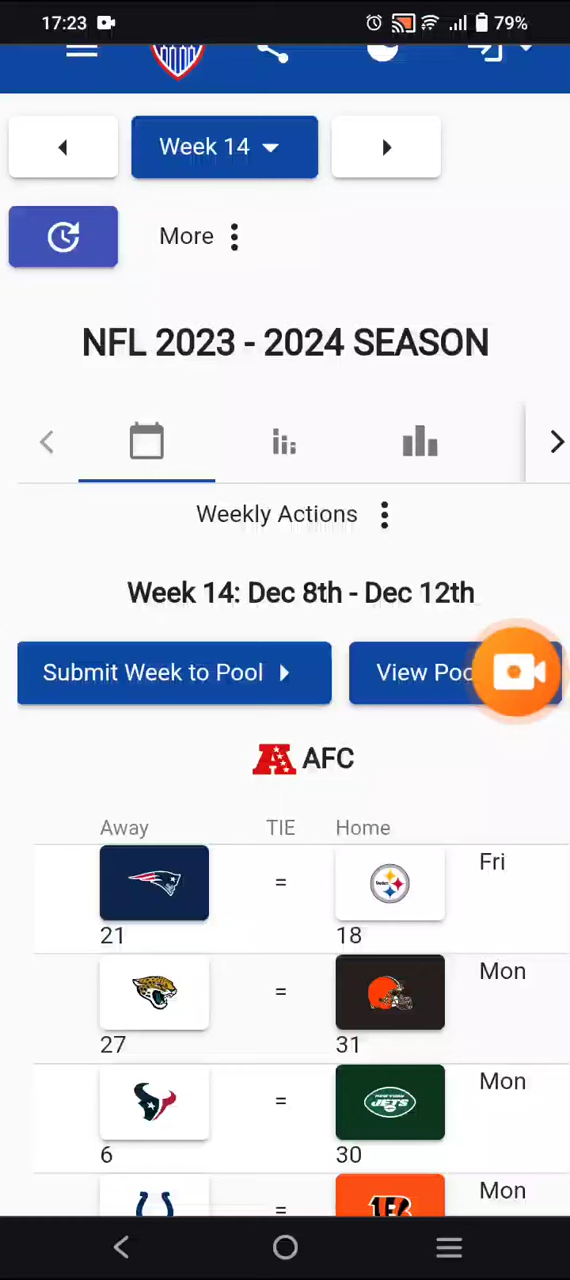 17:23 79%
Week 14
More
NFL 2023 - 2024 SEASON
Weekly Actions
Week 14: Dec 8th - Dec 12th
Submit Week to Pool View Poo
AFC
Away TIE Home
= Fri
21 18
= Mon
27 31
JETS
= Mon
6 30
= Mon